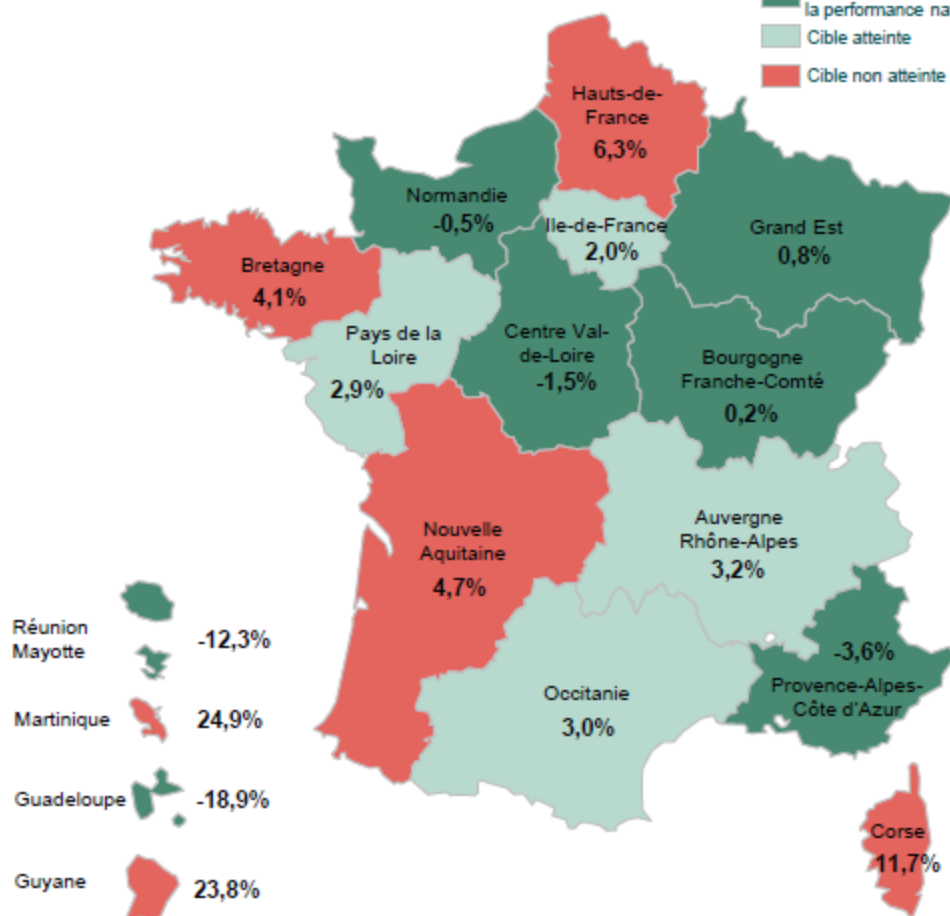 la performance na
Cible atteinte
Cible non atteinte
Hauts-de-
France
6,3%
Normandie
-0,5%
Ile-de-France
2,0%
Grand Est
0,8%
Bretagne
4,1%
Pays de la
Loire
2,9%
Centre Val-
de-Loire
-1,5%
Bourgogne
Franche-Comté
0,2%
Nouvelle
Aquitaine
4,7%
Auvergne
Rhône-Alpes
3,2%
Occitanie
3,0%
-3,6%
Provence-Alpes-
Côte d'Azur
Corse
11,7%
Réunion
Mayotte
-12,3%
Martinique
24,9%
Guadeloupe
-18,9%
Guyane
23,8%